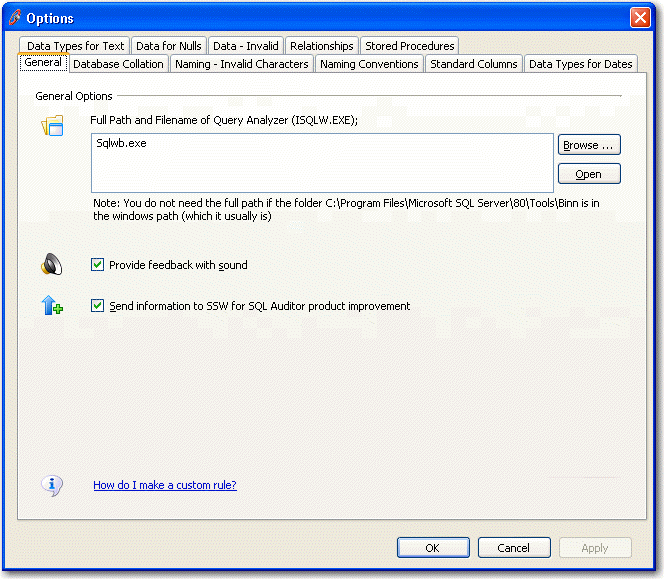 Options
Data Types for Text Data for Nulls Data - Invalid Relationships Stored Procedures
General Database Collation Naming - Invalid Characters Naming Conventions Standard Columns Data Types for Dates
General Options
Full Path and Filename of Query Analyzer (ISQLW.EXE);
Sqlwb.exe
Browse ...
Open
Note: You do not need the full path if the folder C:\Program Files\Microsoft SQL Server\80\Tools\Binn is in
the windows path (which it usually is)
Provide feedback with sound
Send information to SSW for SQL Auditor product improvement
How do I make a custom rule?
OK Cancel Apply